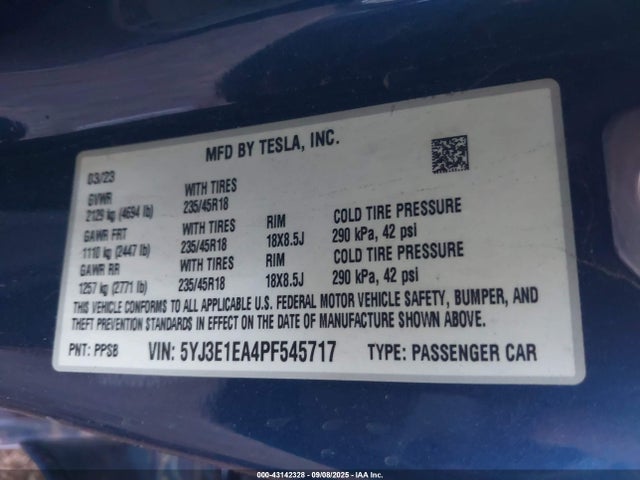 MFD BY TESLA, INC.
03/23
GVWR WITH TIRES
2129 kg (4694 lb) 235/45R18
GAWR FRT WITH TIRES RIM COLD TIRE PRESSURE
1110 kg (2447 lb) 235/45R18 18X8.5J 290 kPa, 42 psi
GAWR RR WITH TIRES RIM COLD TIRE PRESSURE
1257 kg (2771 lb) 235/45R18 18X8.5J 290 kPa, 42 psi
THIS VEHICLE CONFORMS TO ALL APPLICABLE U.S. FEDERAL MOTOR VEHICLE SAFETY, BUMPER, AND
THEFT PREVENTION STANDARDS IN EFFECT ON THE DATE OF MANUFACTURE SHOWN ABOVE.
PNT: PPSB VIN: 5YJ3E1EA4PF545717 TYPE: PASSENGER CAR
000-43142328 - 09/08/2025 - IAA Inc.